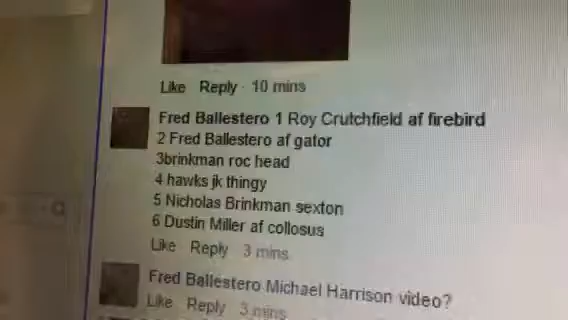 Like Reply · 10 mins
Fred Ballestero 1 Roy Crutchfield af firebird
2 Fred Ballestero af gator
3brinkman roc head
4 hawks jk thingy
5 Nicholas Brinkman sexton
6 Dustin Miller af collosus
Like Reply 3 mins
Fred Ballestero Michael Harrison video?
Like Reply 3 mins